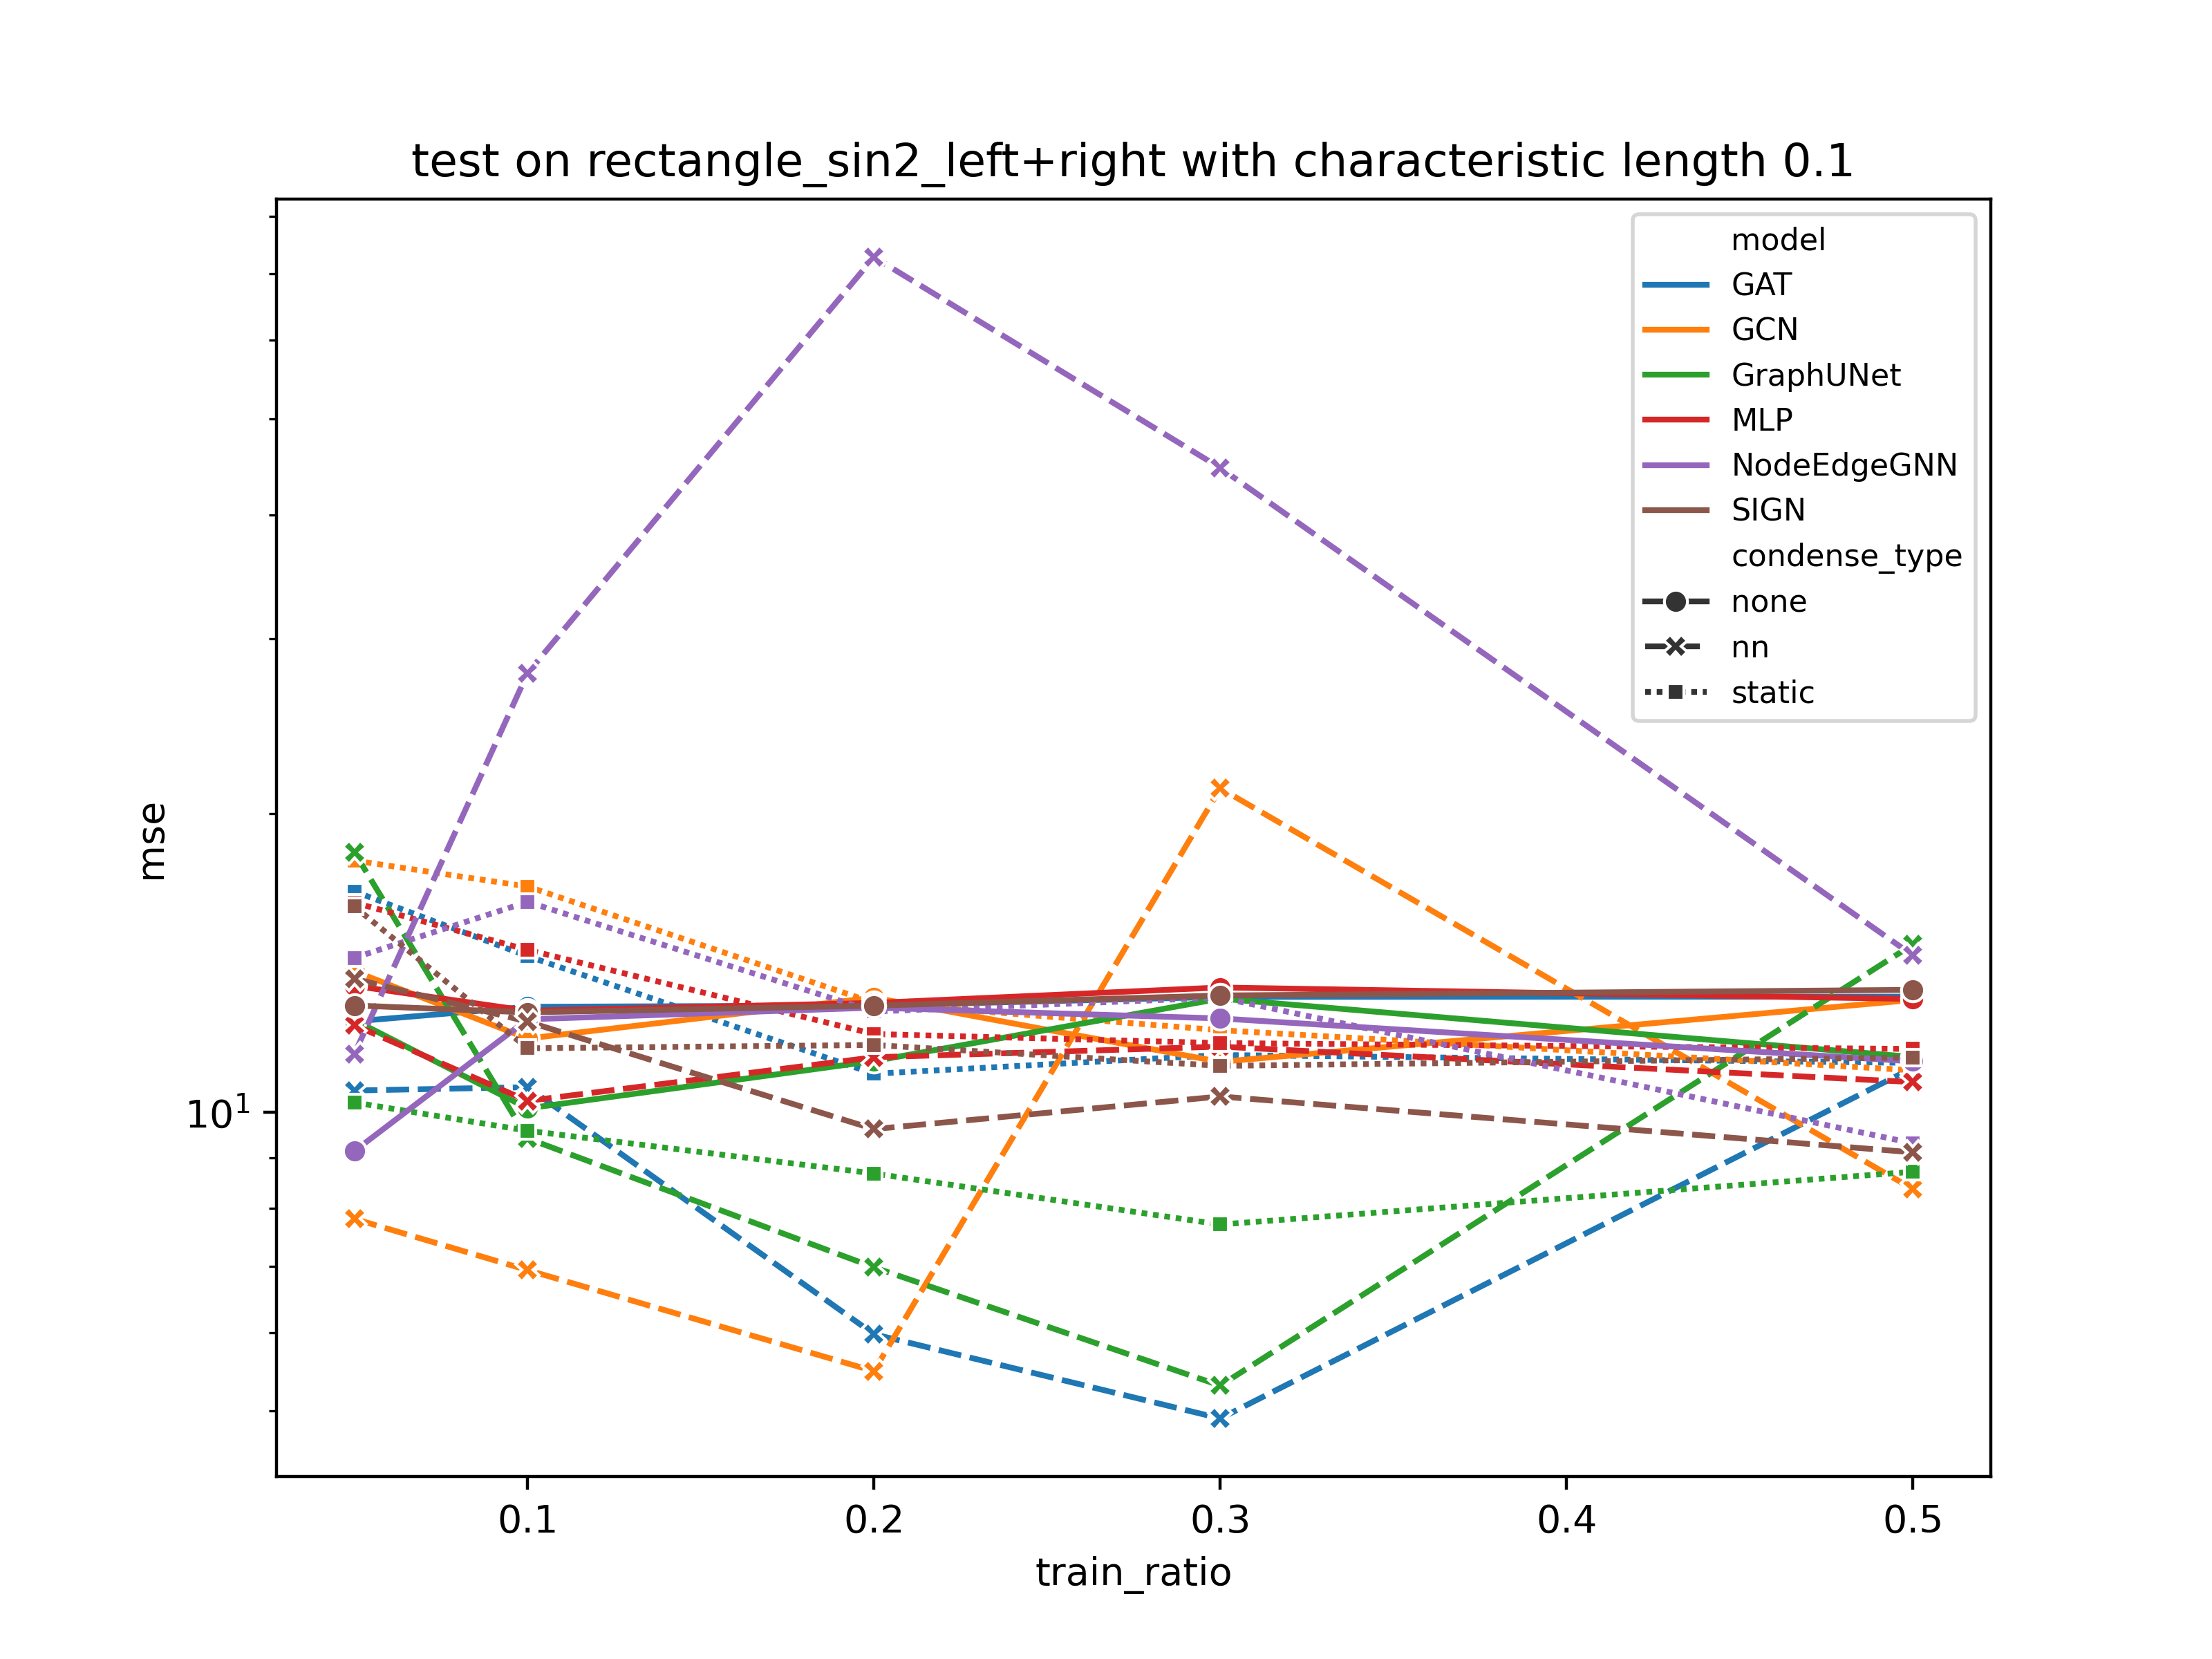 test on rectangle_sin2_left+right with characteristic length 0.1
model
GAT
GCN
GraphUNet
MLP
NodeEdgeGNN
SIGN
condense_type
none
nn
static
mse
10¹
0.1 0.2 0.3 0.4 0.5
train_ratio